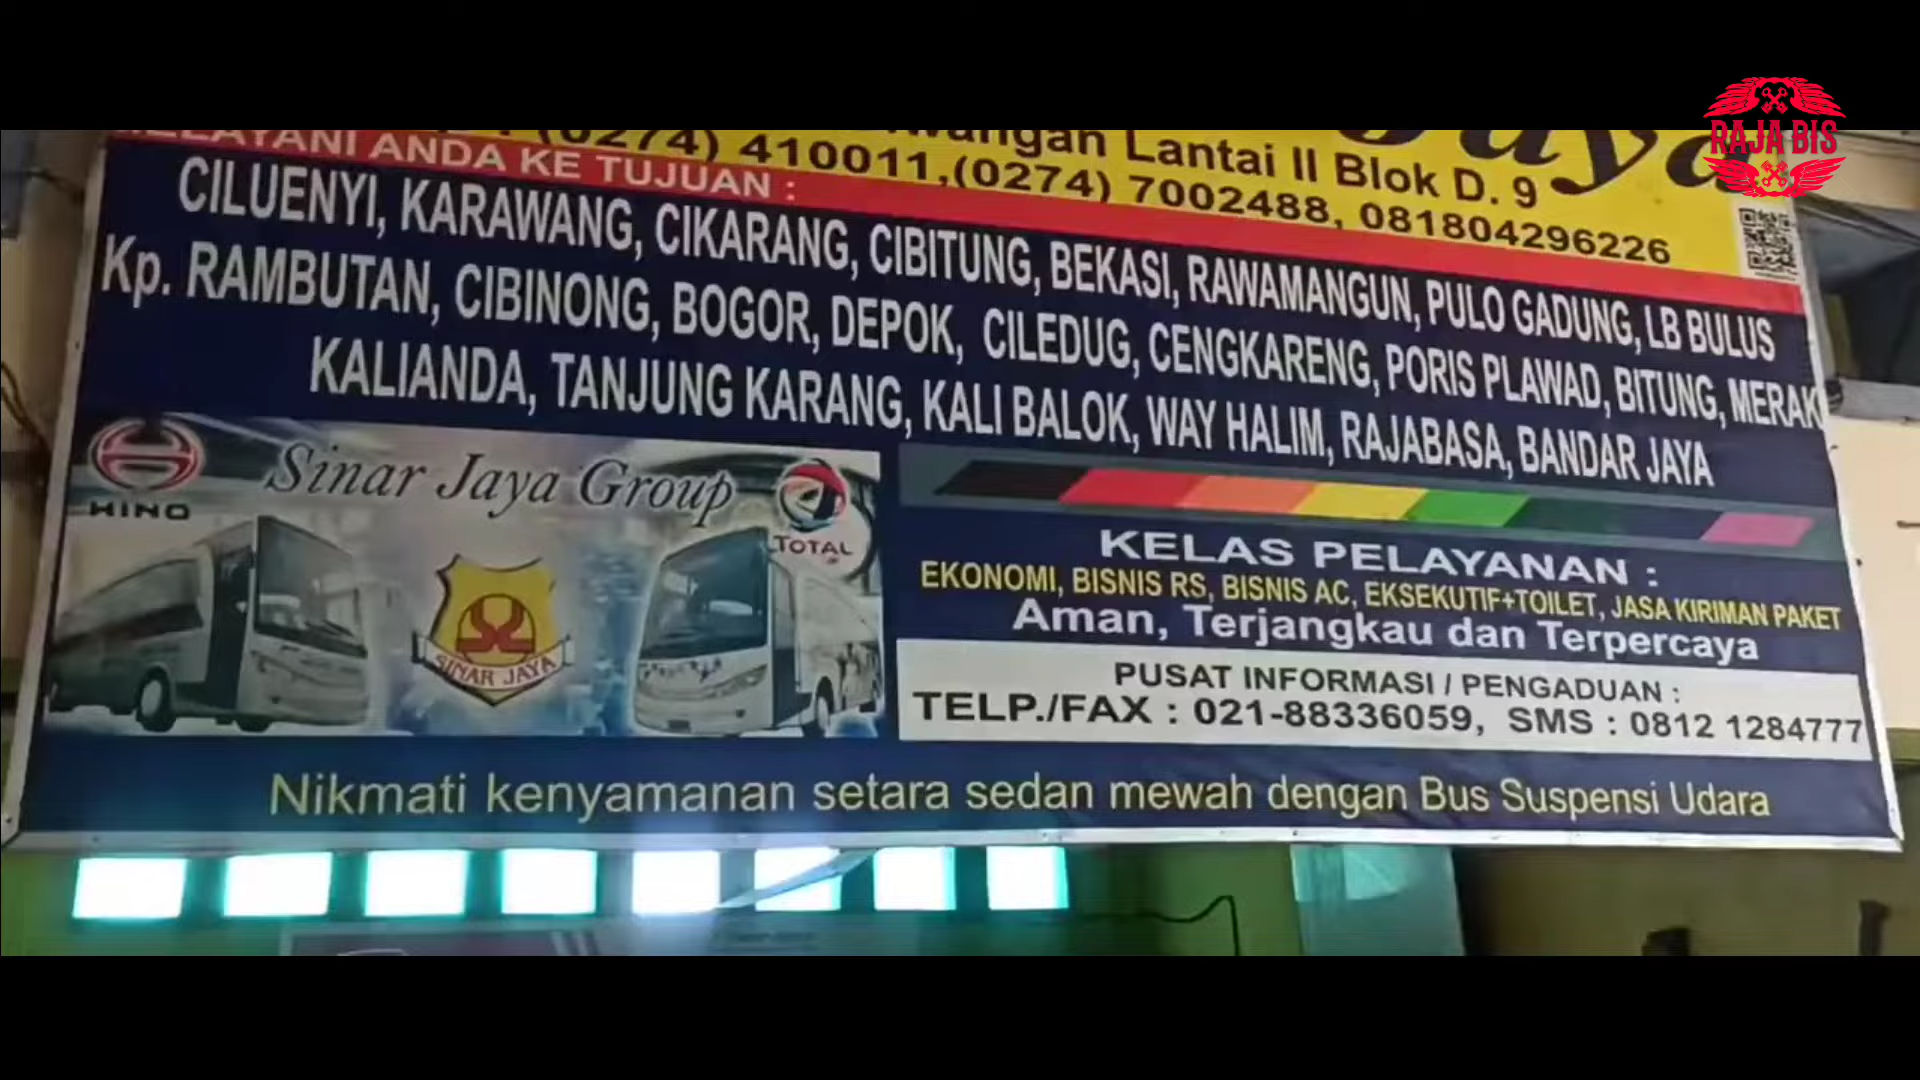 Jaya
Lantai II Blok D. 9
(0274) 410011,(0274) 7002488, 081804296226
MELAYANI ANDA KE TUJUAN :
CILUENYI, KARAWANG, CIKARANG, CIBITUNG, BEKASI, RAWAMANGUN, PULO GADUNG, LB BULUS
Kp. RAMBUTAN, CIBINONG, BOGOR, DEPOK, CILEDUG, CENGKARENG, PORIS PLAWAD, BITUNG, MERAK
KALIANDA, TANJUNG KARANG, KALI BALOK, WAY HALIM, RAJABASA, BANDAR JAYA
HINO
Sinar Jaya Group
TOTAL
SINAR JAYA
KELAS PELAYANAN :
EKONOMI, BISNIS RS, BISNIS AC, EKSEKUTIF+TOILET, JASA KIRIMAN PAKET
Aman, Terjangkau dan Terpercaya
PUSAT INFORMASI / PENGADUAN :
TELP./FAX : 021-88336059, SMS : 0812 1284777
Nikmati kenyamanan setara sedan mewah dengan Bus Suspensi Udara
RAJA BIS